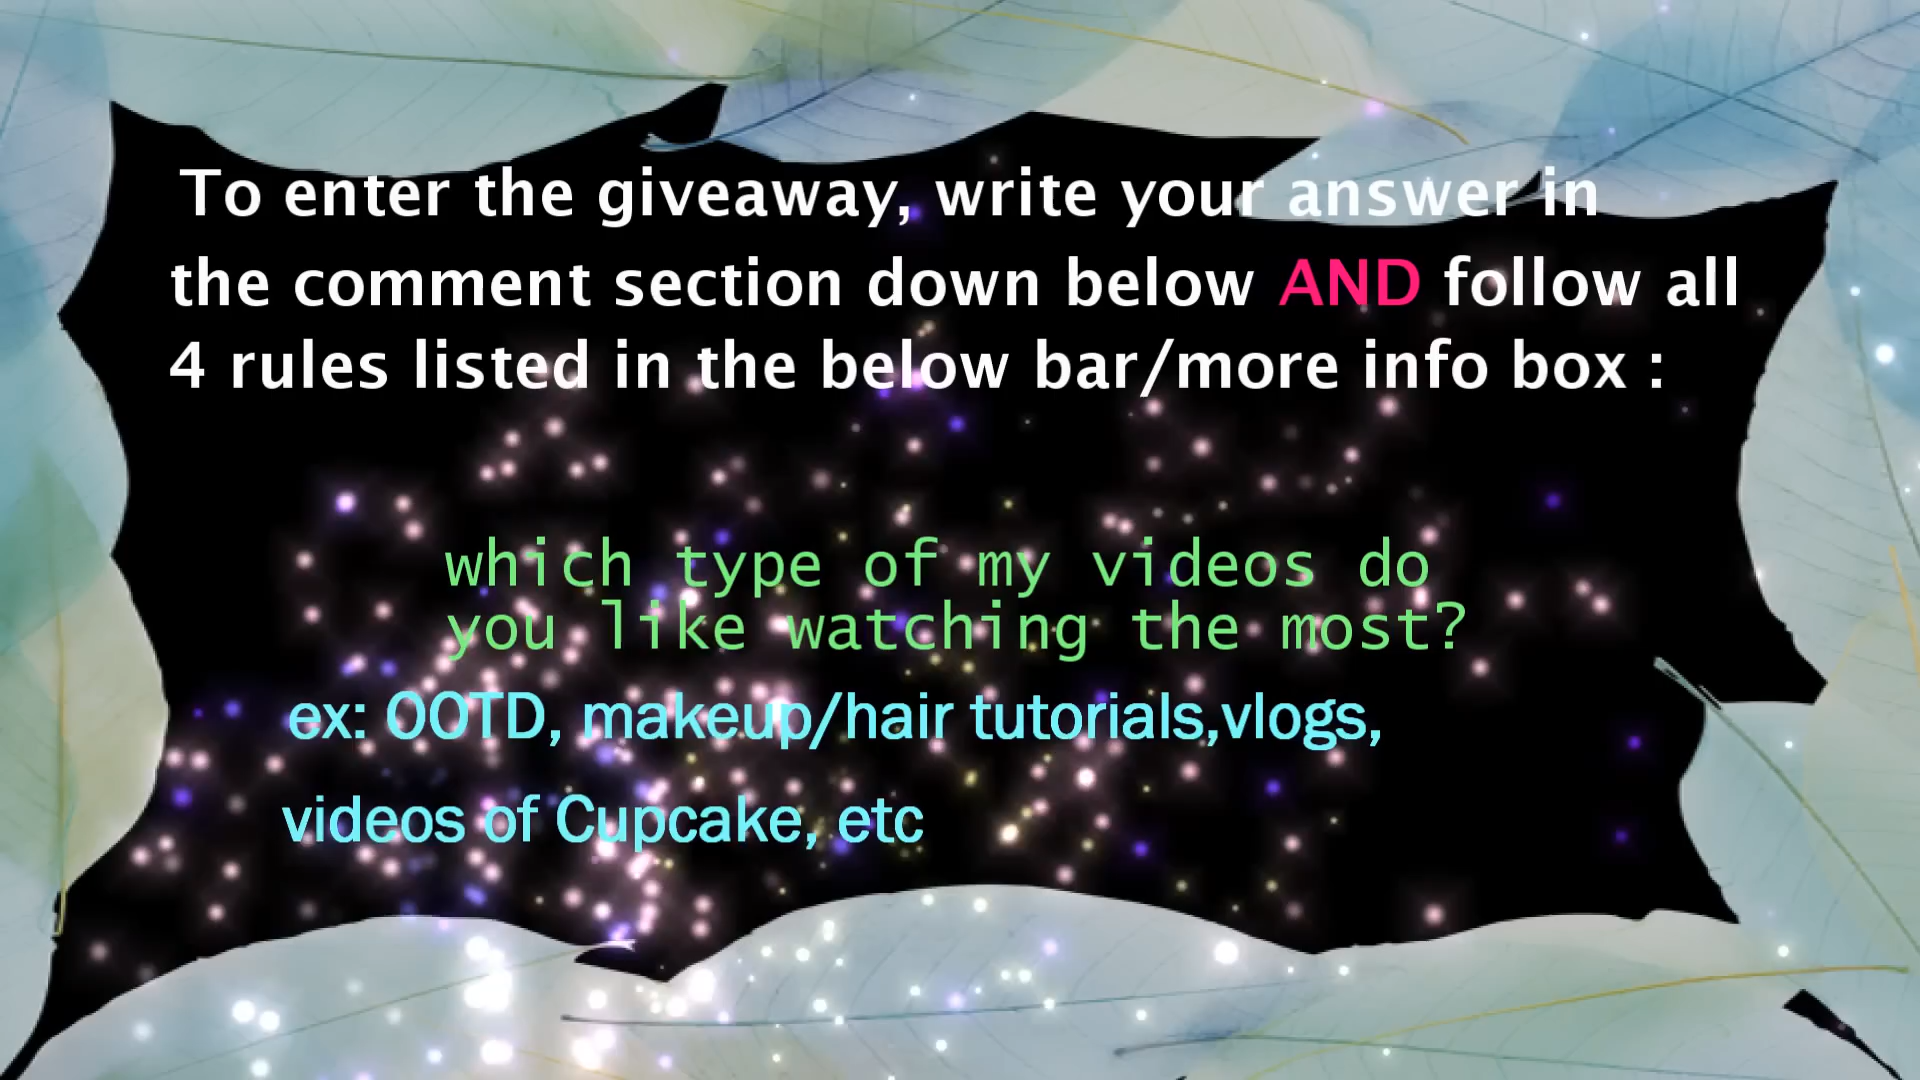 To enter the giveaway, write your answer in
the comment section down below AND follow all
4 rules listed in the below bar/more info box :
which type of my videos do
you like watching the most?
ex: OOTD, makeup/hair tutorials,vlogs,
videos of Cupcake, etc